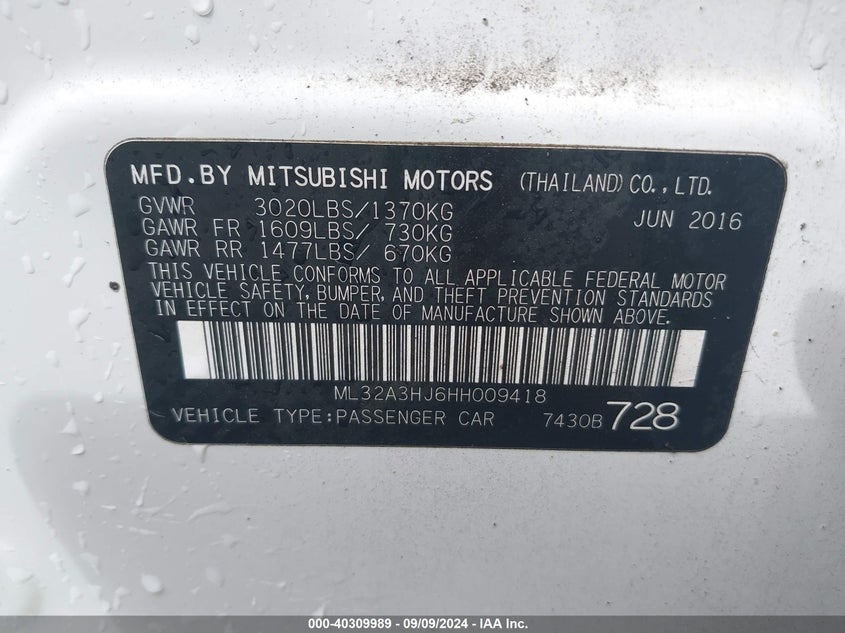 MFD.BY MITSUBISHI MOTORS (THAILAND) CO., LTD.
GVWR 3020LBS/1370KG JUN 2016
GAWR FR 1609LBS/ 730KG
GAWR RR 1477LBS/ 670KG
THIS VEHICLE CONFORMS TO ALL APPLICABLE FEDERAL MOTOR
VEHICLE SAFETY, BUMPER, AND THEFT PREVENTION STANDARDS
IN EFFECT ON THE DATE OF MANUFACTURE SHOWN ABOVE.
ML32A3HJ6HH009418
VEHICLE TYPE:PASSENGER CAR 7430B 728
000-40309989 - 09/09/2024 - IAA Inc.